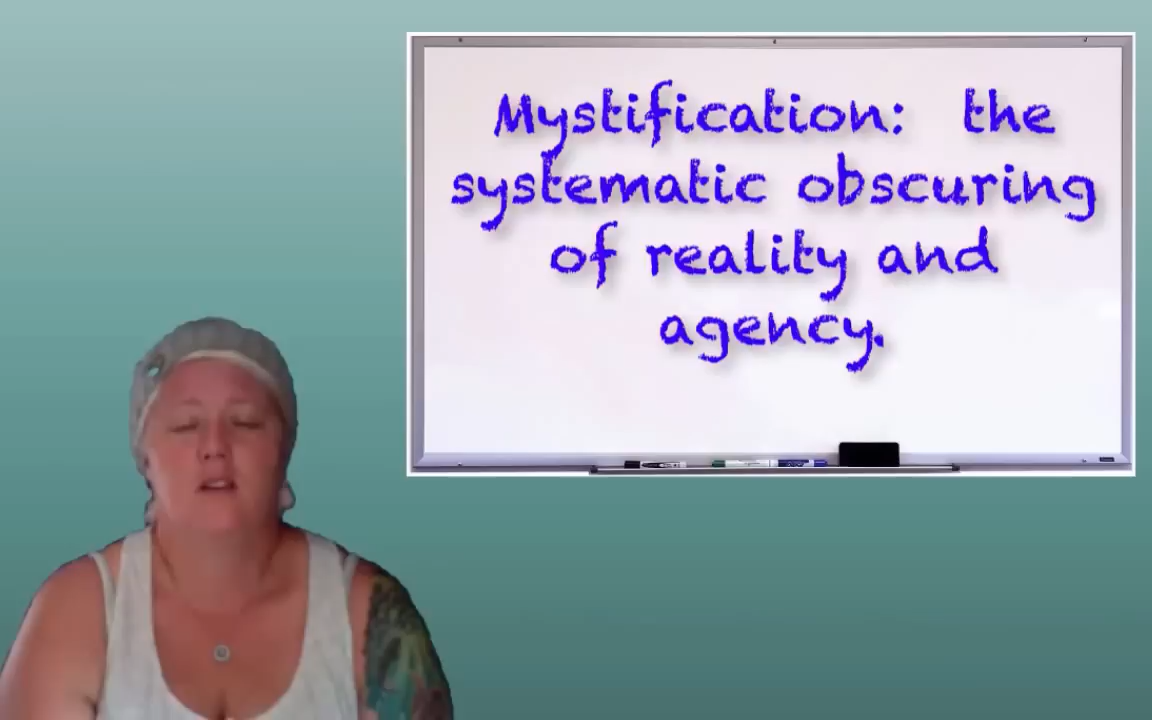 Mystification: the
systematic obscuring
of reality and
agency.